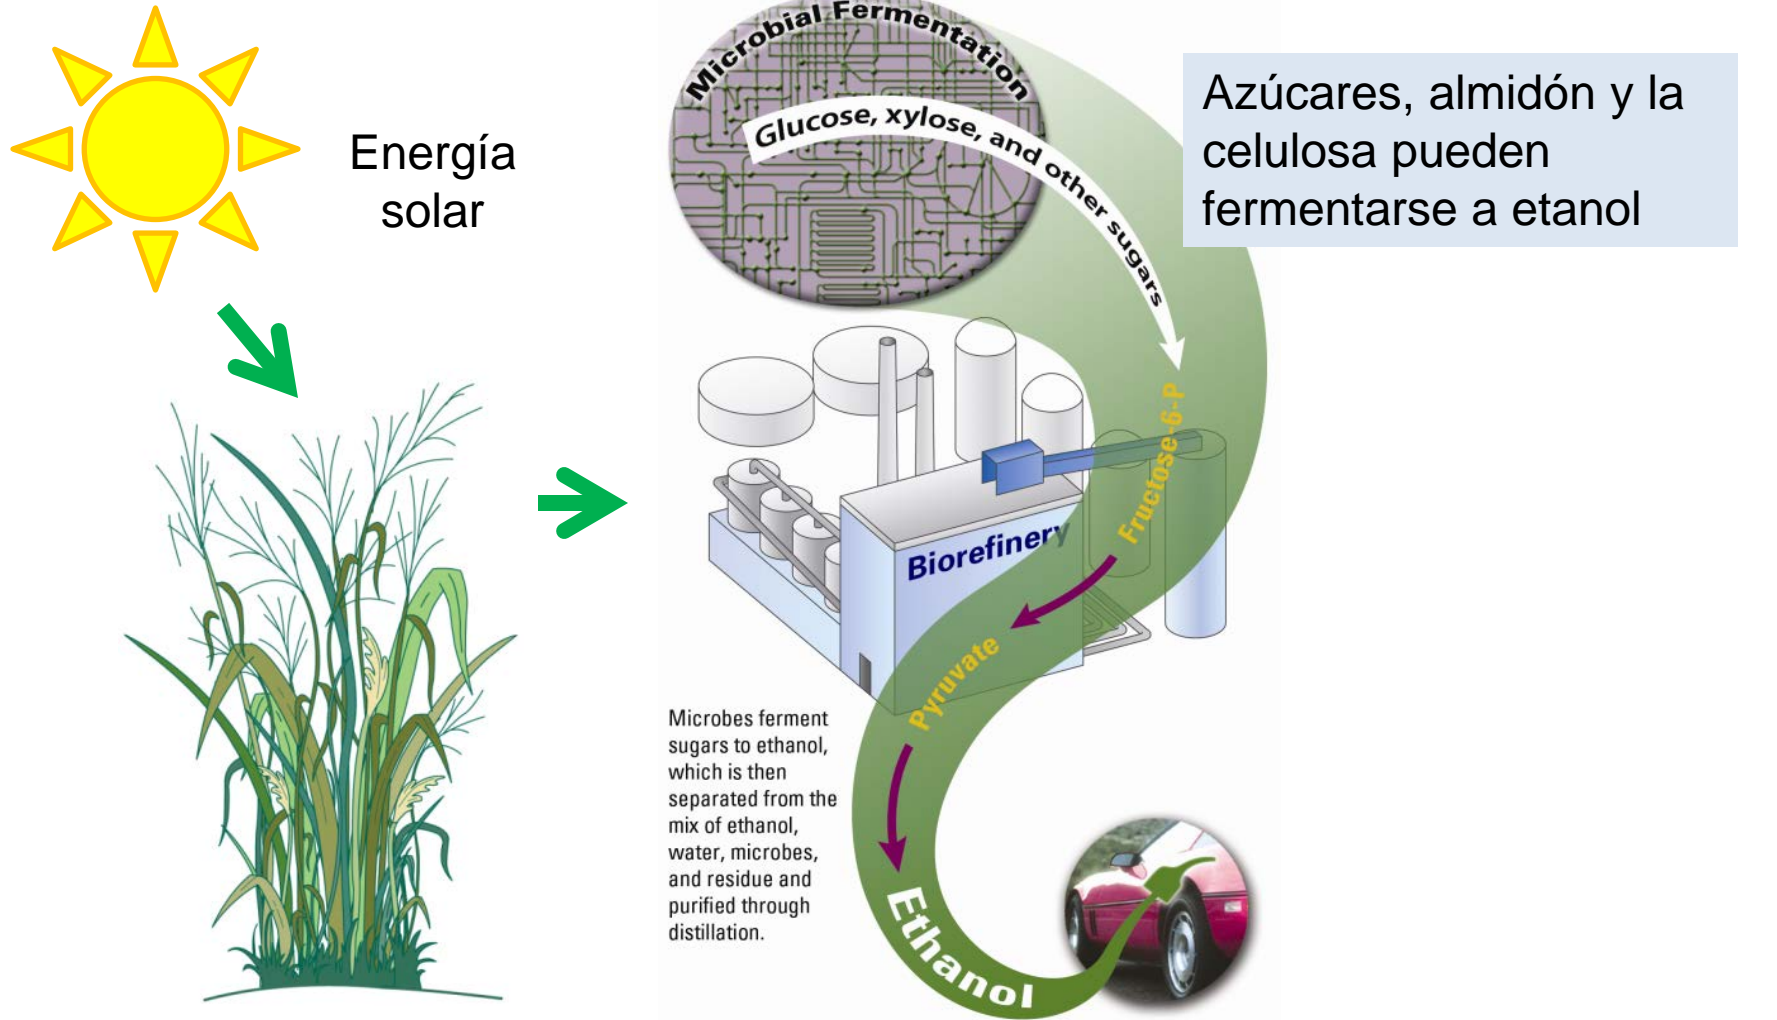 Energía
solar
Microbial Fermentation
Glucose, xylose, and other sugars
Azúcares, almidón y la
celulosa pueden
fermentarse a etanol
Fructose-6-P
Biorefinery
Pyruvate
Microbes ferment
sugars to ethanol,
which is then
separated from the
mix of ethanol,
water, microbes,
and residue and
purified through
distillation.
Ethanol